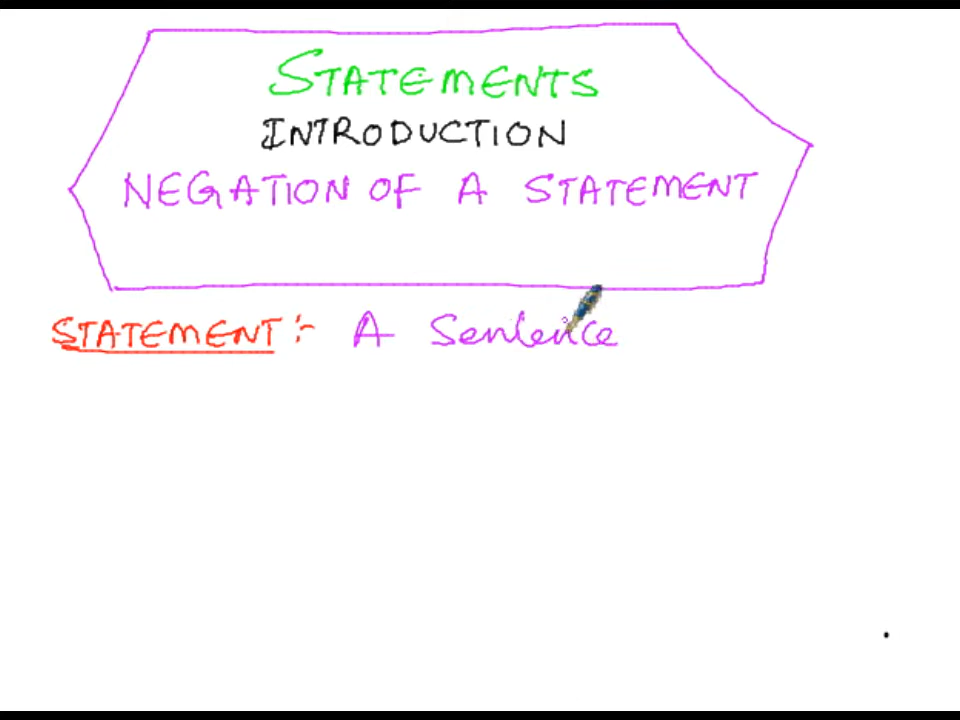 STATEMENTS
INTRODUCTION
NEGATION OF A STATEMENT
STATEMENT :- A Sentence